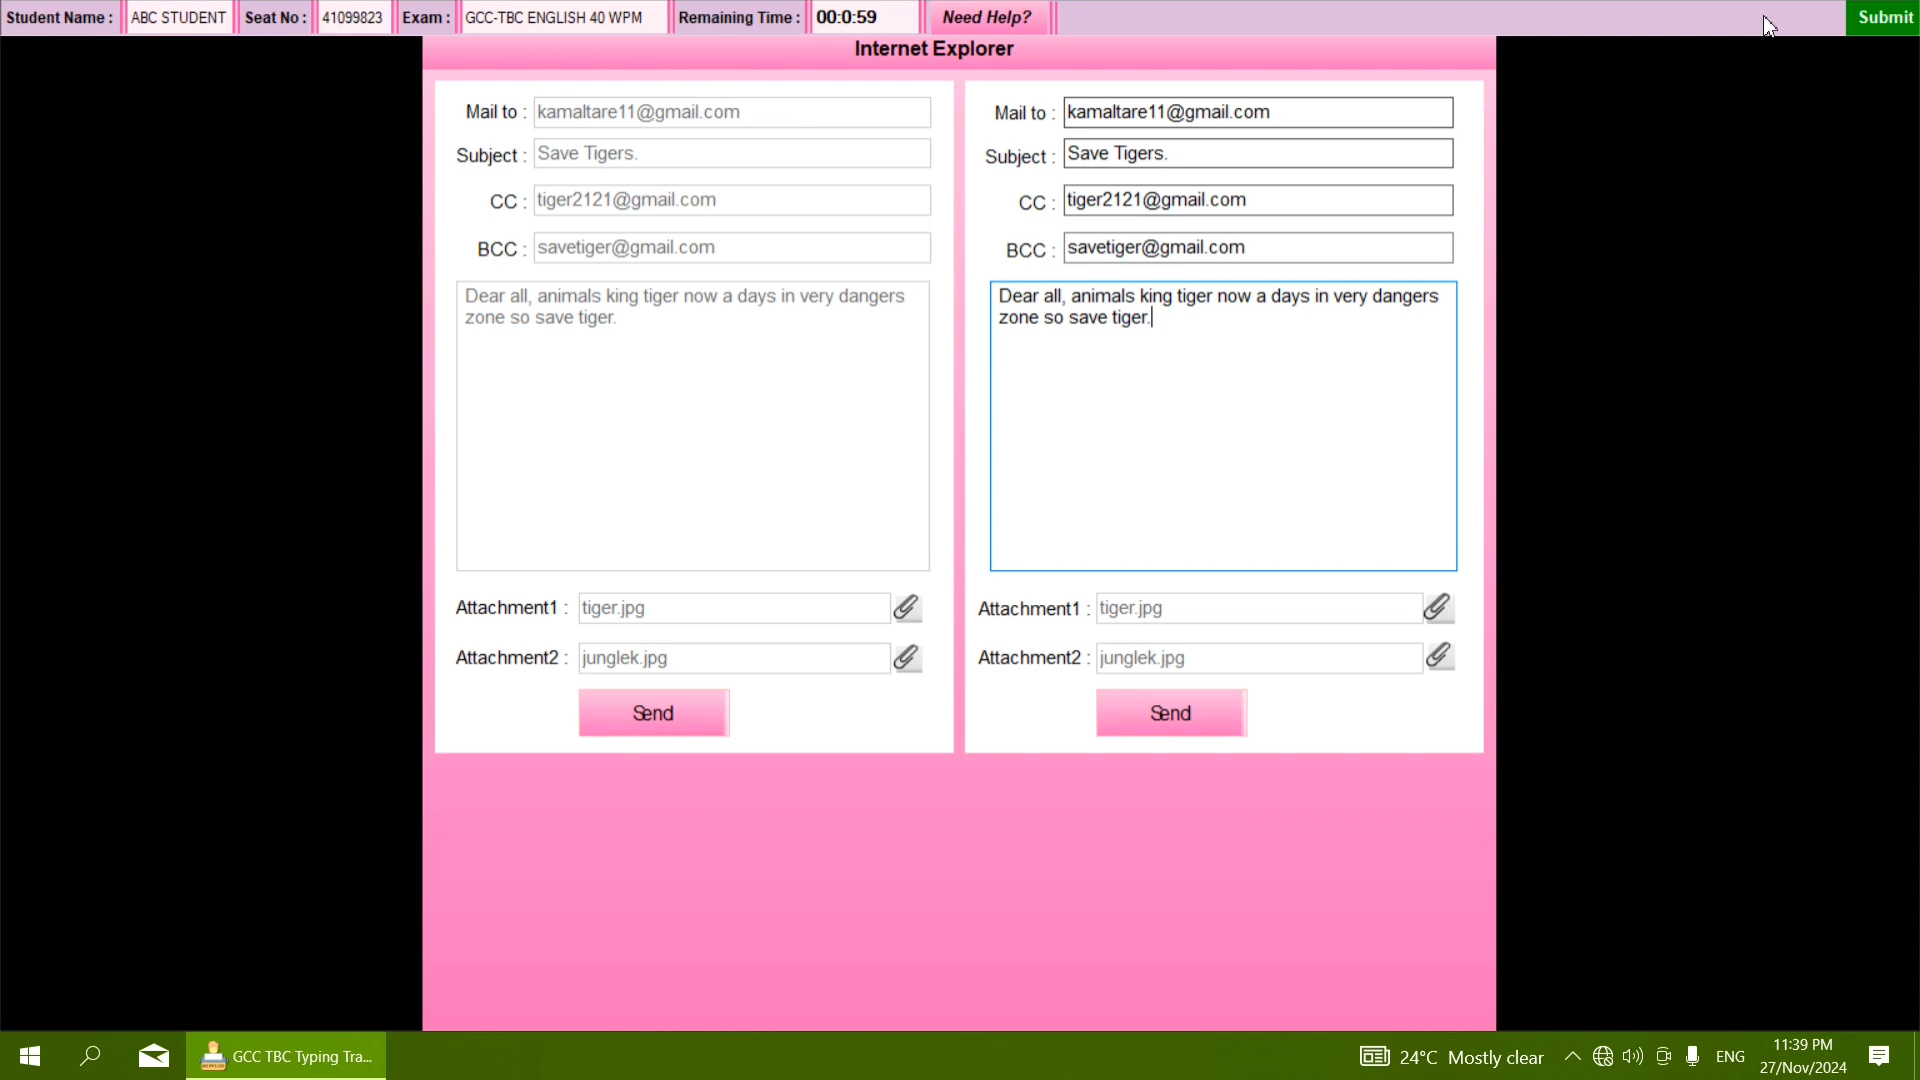 Student Name : ABC STUDENT Seat No : 41099823 Exam : GCC-TBC ENGLISH 40 WPM Remaining Time : 00:0:59 Need Help? Submit
Internet Explorer
Mail to : kamaltare11@gmail.com
Subject : Save Tigers.
CC : tiger2121@gmail.com
BCC : savetiger@gmail.com
Dear all, animals king tiger now a days in very dangers
zone so save tiger.
Attachment1 : tiger.jpg
Attachment2 : junglek.jpg
Send
Mail to : kamaltare11@gmail.com
Subject : Save Tigers.
CC : tiger2121@gmail.com
BCC : savetiger@gmail.com
Dear all, animals king tiger now a days in very dangers
zone so save tiger.
Attachment1 : tiger.jpg
Attachment2 : junglek.jpg
Send
GCC TBC Typing Tra...
24°C Mostly clear
ENG
11:39 PM
27/Nov/2024